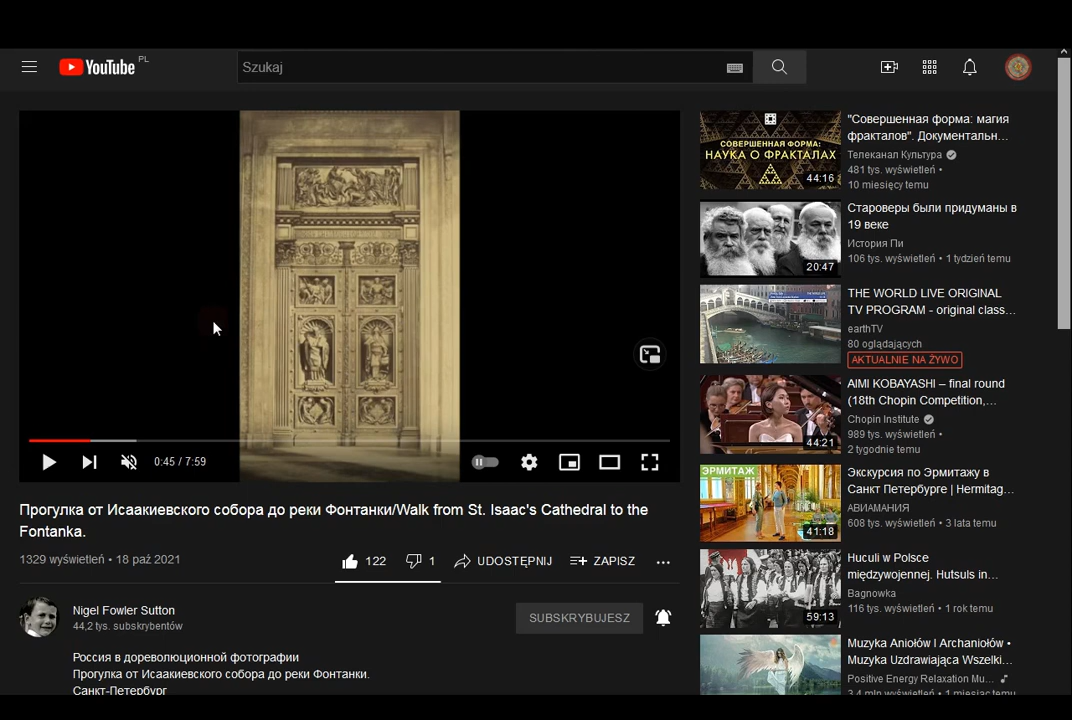 YouTube PL
Szukaj
0:45 / 7:59
Прогулка от Исаакиевского собора до реки Фонтанки/Walk from St. Isaac's Cathedral to the
Fontanka.
1329 wyświetleń • 18 paź 2021
122
1
UDOSTĘPNIJ
ZAPISZ
Nigel Fowler Sutton
44,2 tys. subskrybentów
SUBSKRYBUJESZ
Россия в дореволюционной фотографии
Прогулка от Исаакиевского собора до реки Фонтанки.
Санкт-Петербург
СОВЕРШЕННАЯ ФОРМА:
НАУКА О ФРАКТАЛАХ
44:16
"Совершенная форма: магия
фракталов". Документальн...
Телеканал Культура
481 tys. wyświetleń •
10 miesięcy temu
20:47
Староверы были придуманы в
19 веке
История Пи
106 tys. wyświetleń • 1 tydzień temu
THE WORLD LIVE ORIGINAL
TV PROGRAM - original class...
earthTV
80 oglądających
AKTUALNIE NA ŻYWO
44:21
AIMI KOBAYASHI – final round
(18th Chopin Competition,...
Chopin Institute
989 tys. wyświetleń •
2 tygodnie temu
ЭРМИТАЖ
41:18
Экскурсия по Эрмитажу в
Санкт Петербурге | Hermitag...
АВИАМАНИЯ
608 tys. wyświetleń • 3 lata temu
59:13
Huculi w Polsce
międzywojennej. Hutsuls in...
Bagnowka
116 tys. wyświetleń • 1 rok temu
Muzyka Aniołów I Archaniołów •
Muzyka Uzdrawiająca Wszelki...
Positive Energy Relaxation Mu...
3,4 mln wyświetleń • 1 miesiąc temu